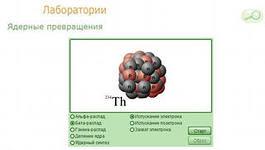 Лаборатории
Ядерные превращения
234Th
Альфа-распад
Бета-распад
Гамма-распад
Деление ядра
Ядерный синтез
Испускание электрона
Испускание позитрона
Захват электрона
Старт
Сброс